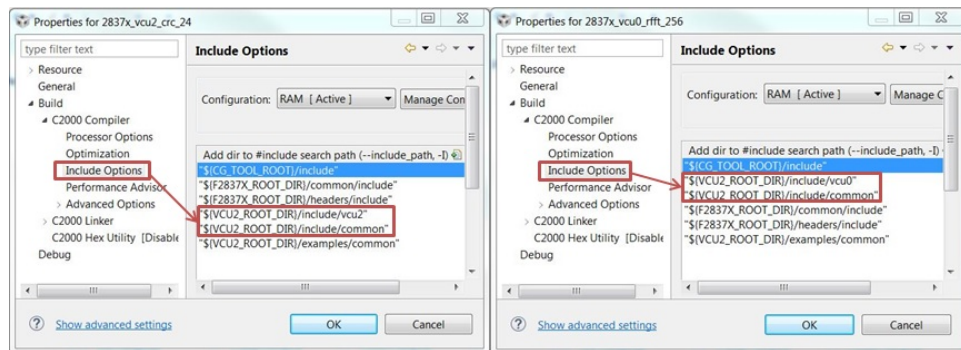 Properties for 2837x_vcu2_crc_24
type filter text
Include Options
Resource
General
Build
C2000 Compiler
Processor Options
Optimization
Include Options
Performance Advisor
Advanced Options
C2000 Linker
C2000 Hex Utility [Disable
Debug
Configuration: RAM [ Active ]
Manage Con
Add dir to #include search path (--include_path, -I)
"${CG_TOOL_ROOT}/include"
"${F2837X_ROOT_DIR}/common/include"
"${F2837X_ROOT_DIR}/headers/include"
"${VCU2_ROOT_DIR}/include/vcu2"
"${VCU2_ROOT_DIR}/include/common"
"${VCU2_ROOT_DIR}/examples/common"
Show advanced settings
OK
Cancel
Properties for 2837x_vcu0_rfft_256
type filter text
Include Options
Resource
General
Build
C2000 Compiler
Processor Options
Optimization
Include Options
Performance Advisor
Advanced Options
C2000 Linker
C2000 Hex Utility [Disable
Debug
Configuration: RAM [ Active ]
Manage C
Add dir to #include search path (--include_path, -I)
"${CG_TOOL_ROOT}/include"
"${VCU2_ROOT_DIR}/include/vcu0"
"${VCU2_ROOT_DIR}/include/common"
"${F2837X_ROOT_DIR}/common/include"
"${F2837X_ROOT_DIR}/headers/include"
"${VCU2_ROOT_DIR}/examples/common"
Show advanced settings
OK
Cancel